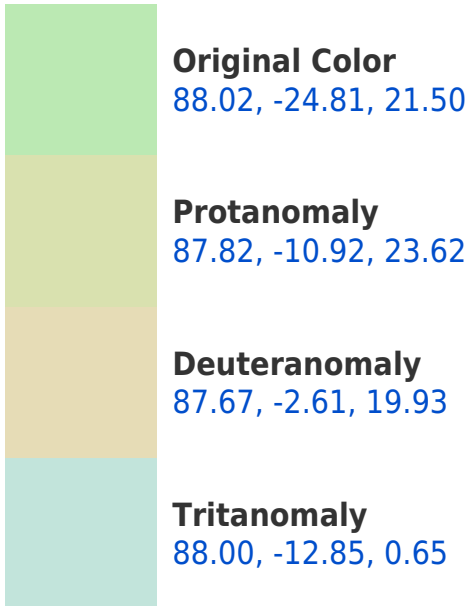 Original Color
88.02, -24.81, 21.50
Protanomaly
87.82, -10.92, 23.62
Deuteranomaly
87.67, -2.61, 19.93
Tritanomaly
88.00, -12.85, 0.65